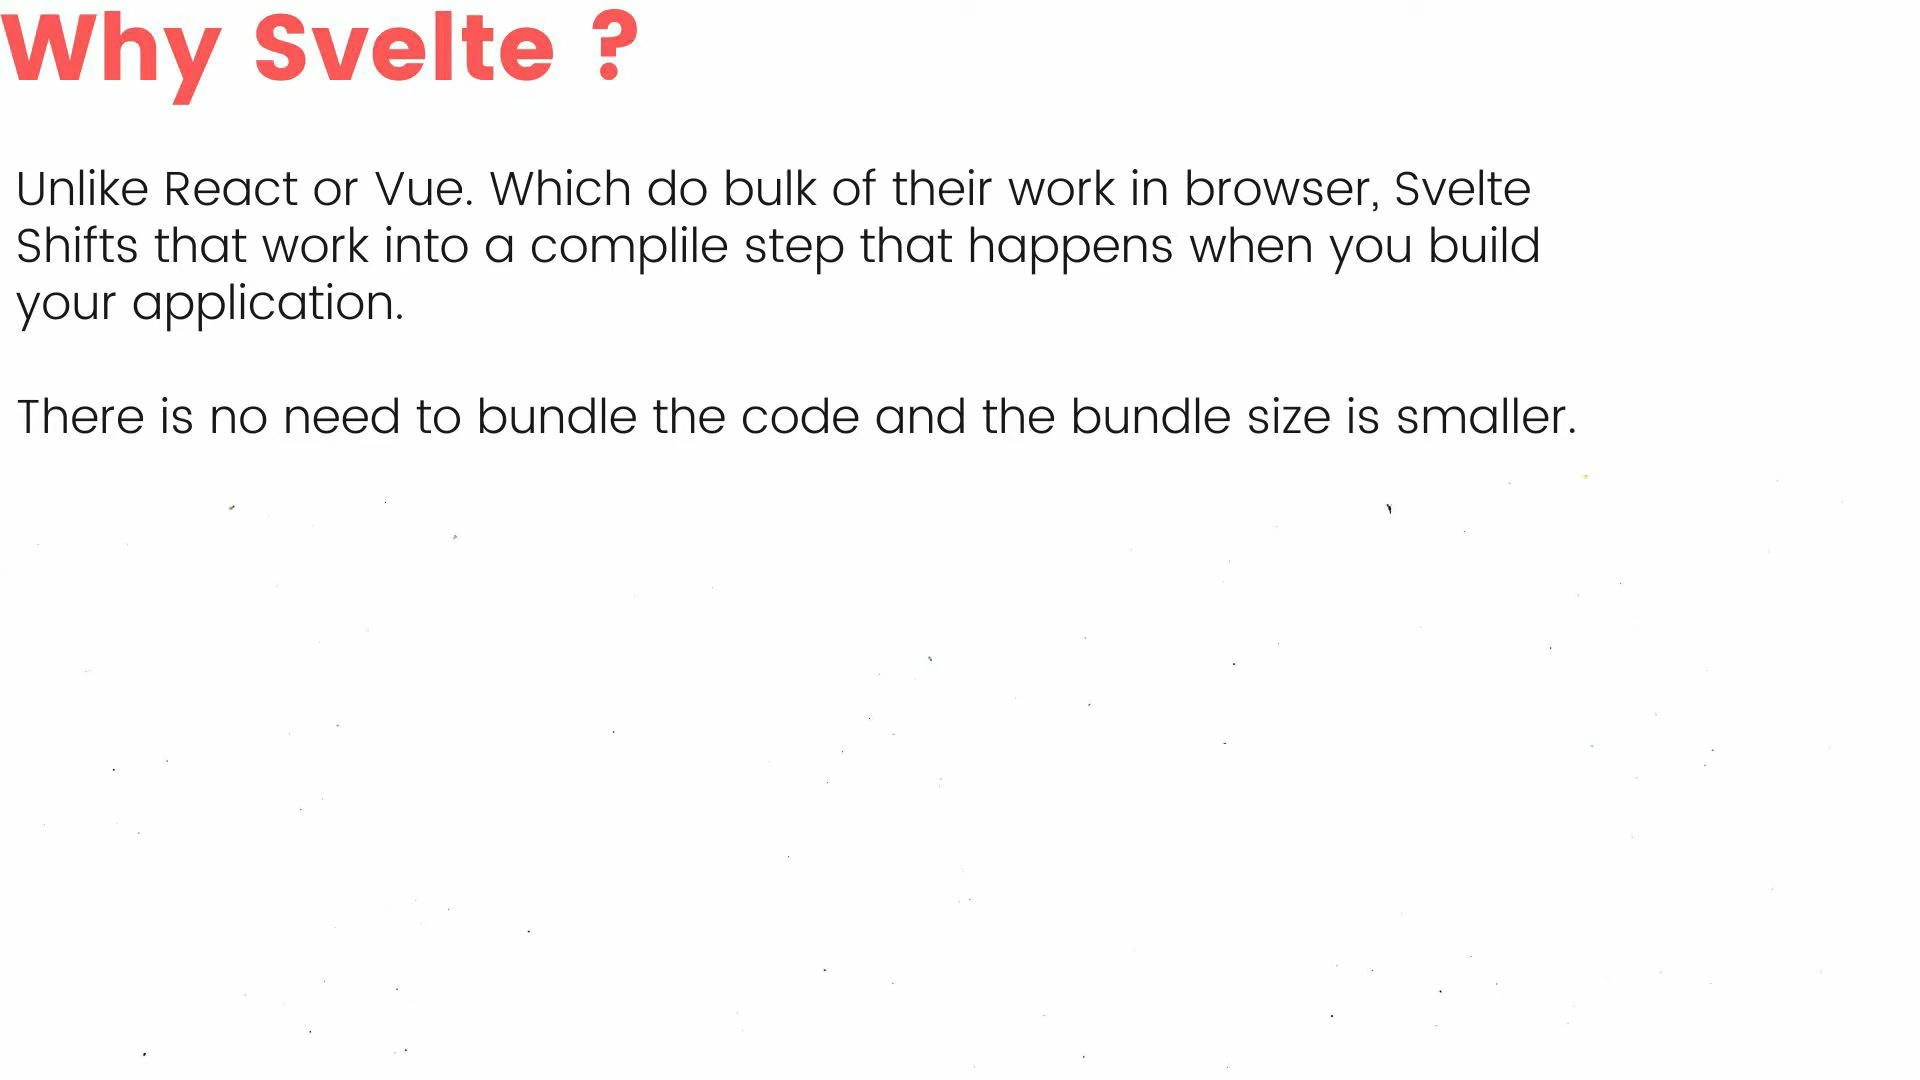 Why Svelte ?
Unlike React or Vue. Which do bulk of their work in browser, Svelte
Shifts that work into a complile step that happens when you build
your application.
There is no need to bundle the code and the bundle size is smaller.